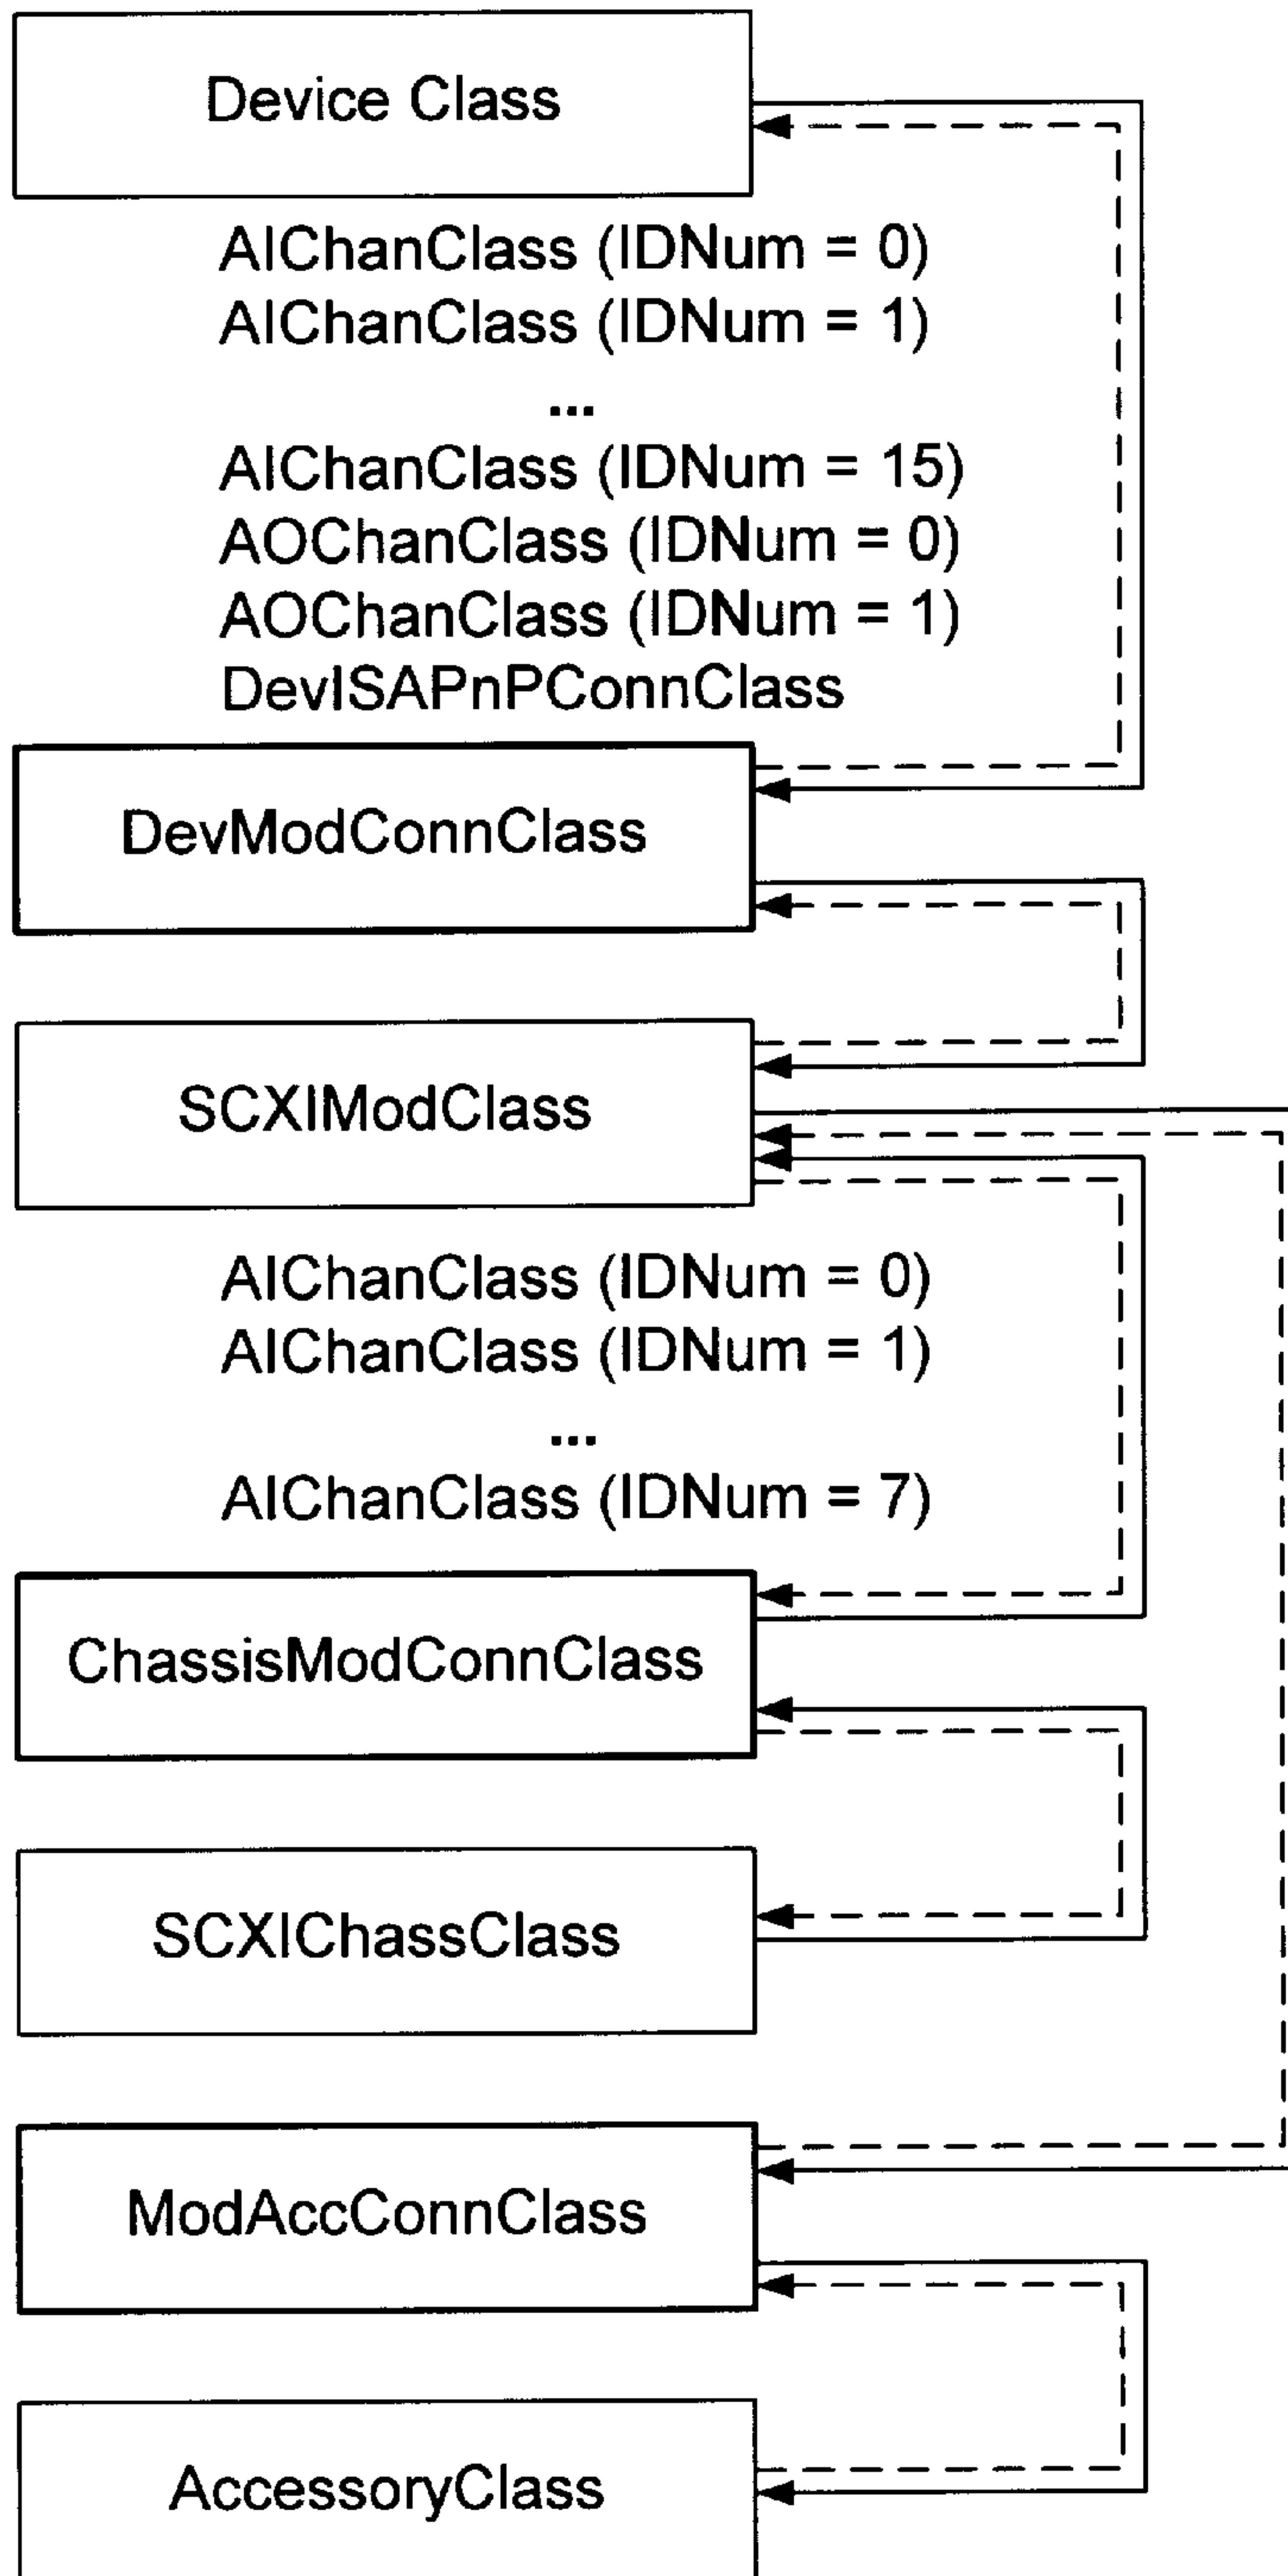 Device Class
AIChanClass (IDNum = 0)
AIChanClass (IDNum = 1)
...
AIChanClass (IDNum = 15)
AOChanClass (IDNum = 0)
AOChanClass (IDNum = 1)
DevISAPnPConnClass
DevModConnClass
SCXIModClass
AIChanClass (IDNum = 0)
AIChanClass (IDNum = 1)
...
AIChanClass (IDNum = 7)
ChassisModConnClass
SCXIChassClass
ModAccConnClass
AccessoryClass